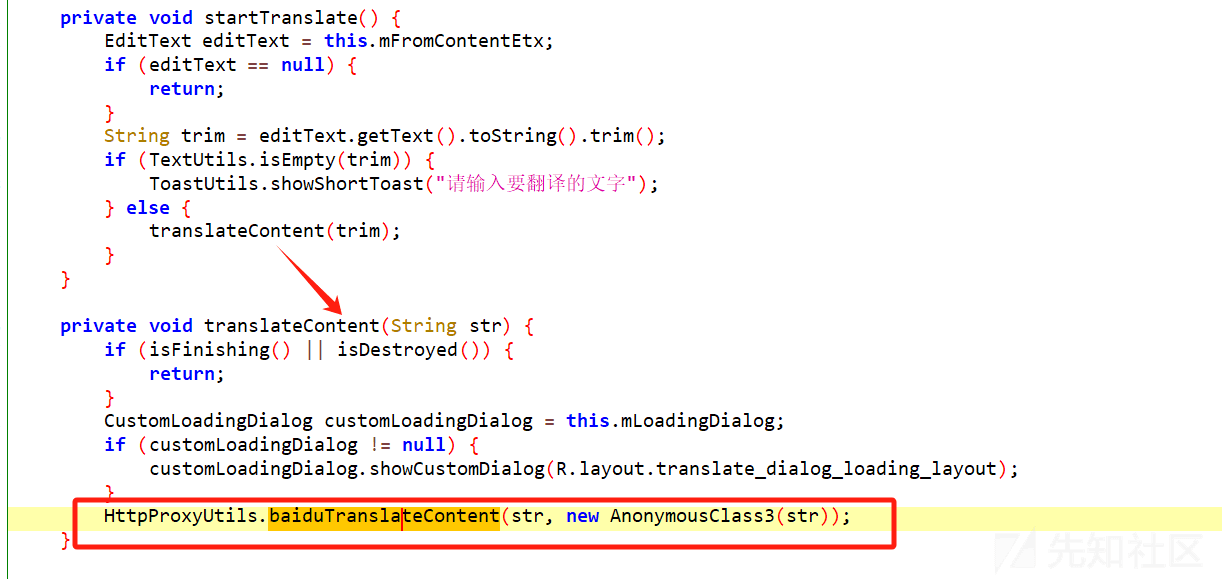 private void startTranslate() {
EditText editText = this.mFromContentEtx;
if (editText == null) {
return;
}
String trim = editText.getText().toString().trim();
if (TextUtils.isEmpty(trim)) {
ToastUtils.showShortToast("请输入要翻译的文字");
} else {
translateContent(trim);
}
}
private void translateContent(String str) {
if (isFinishing() || isDestroyed()) {
return;
}
CustomLoadingDialog customLoadingDialog = this.mLoadingDialog;
if (customLoadingDialog != null) {
customLoadingDialog.showCustomDialog(R.layout.translate_dialog_loading_layout);
}
HttpProxyUtils.baiduTranslateContent(str, new AnonymousClass3(str));
}
先知社区